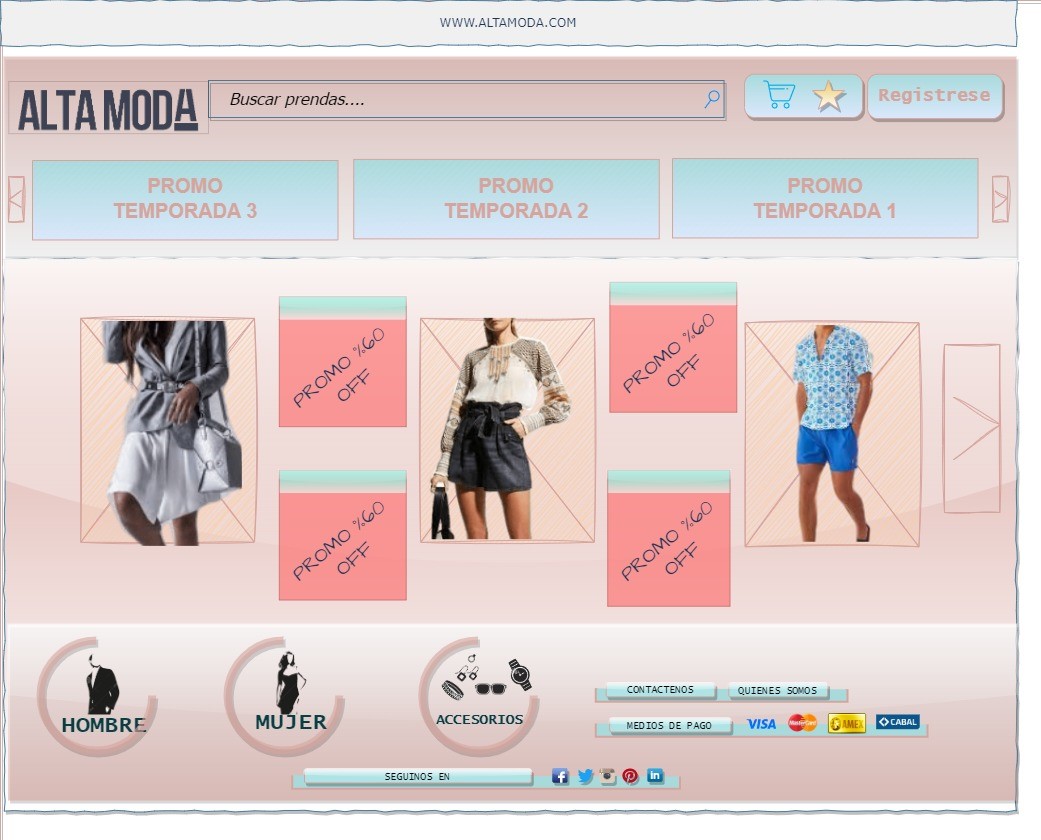 WWW.ALTAMODA.COM
ALTA MODA
Buscar prendas....
Registrese
PROMO
TEMPORADA 3
PROMO
TEMPORADA 2
PROMO
TEMPORADA 1
PROMO %60
OFF
PROMO %60
OFF
PROMO %60
OFF
PROMO %60
OFF
HOMBRE
MUJER
ACCESORIOS
CONTACTENOS
QUIENES SOMOS
MEDIOS DE PAGO
VISA
MasterCard
AMEX
CABAL
SEGUINOS EN